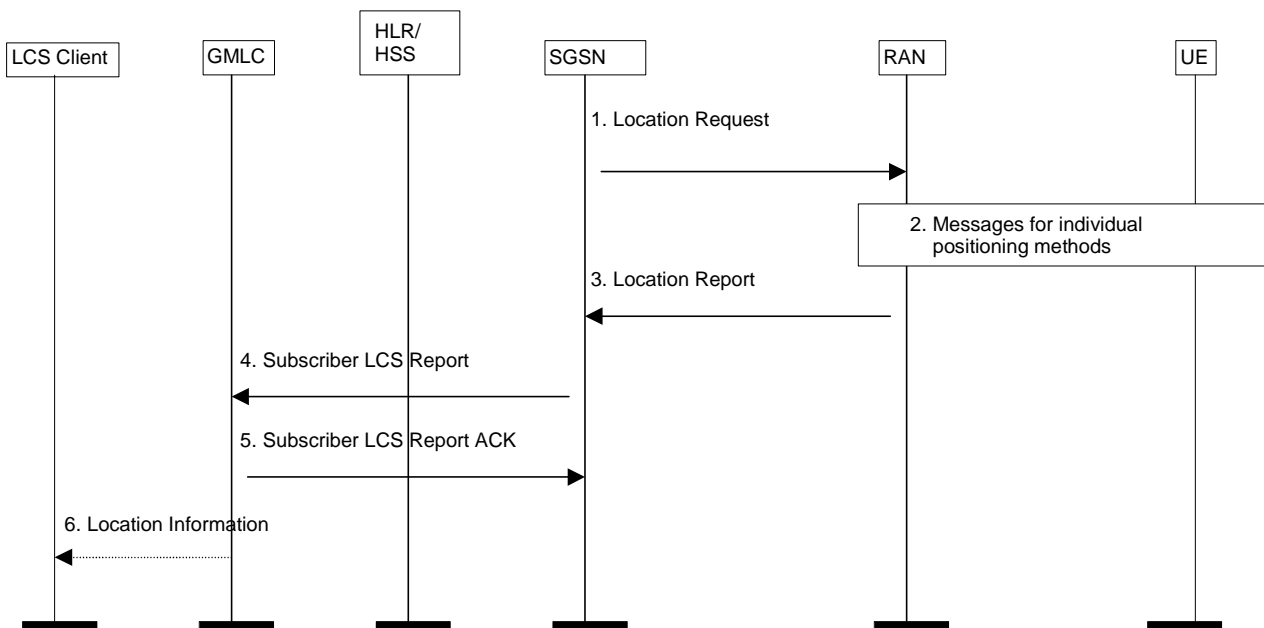 HLR/
HSS
LCS Client
GMLC
SGSN
RAN
UE
1. Location Request
2. Messages for individual
positioning methods
3. Location Report
4. Subscriber LCS Report
5. Subscriber LCS Report ACK
6. Location Information